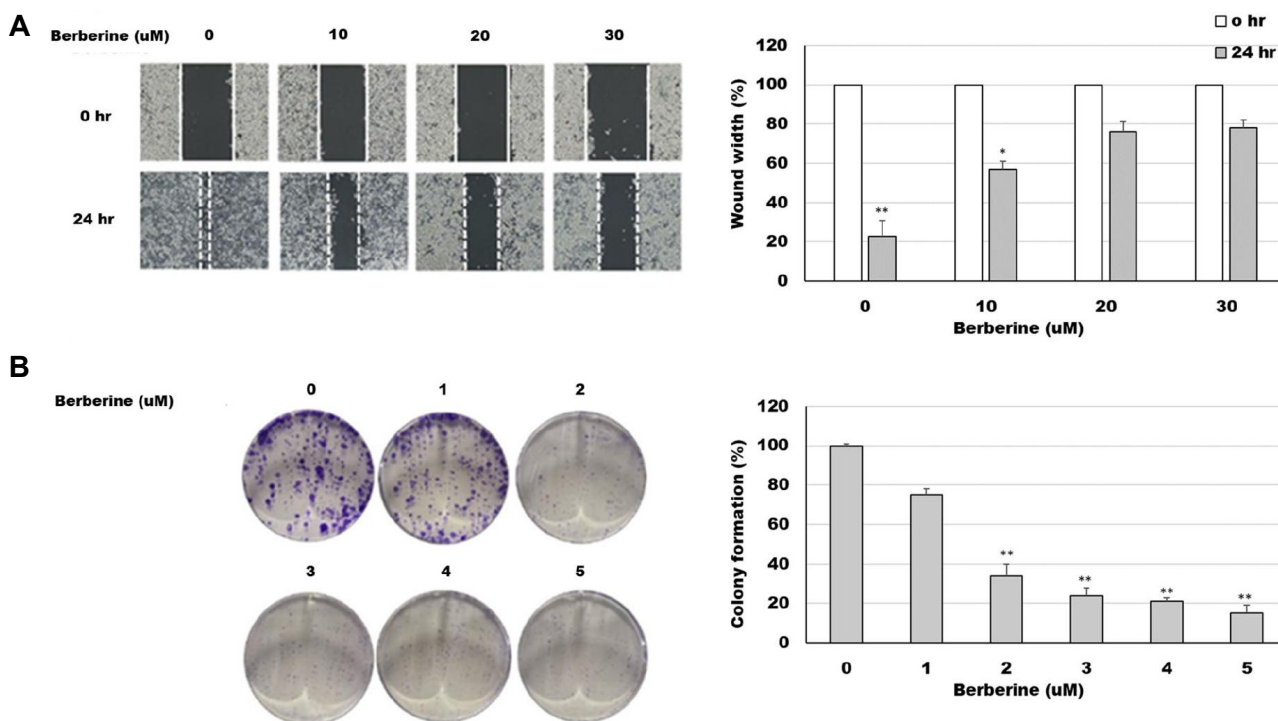 A
Berberine (uM) 0 10 20 30
0 hr
24 hr
o hr
24 hr
120
100
80
60
40
20
0
Wound width (%)
**
*
0 10 20 30
Berberine (uM)
B
Berberine (uM)
0 1 2
3 4 5
120
100
80
60
40
20
0
Colony formation (%)
** ** ** **
0 1 2 3 4 5
Berberine (uM)